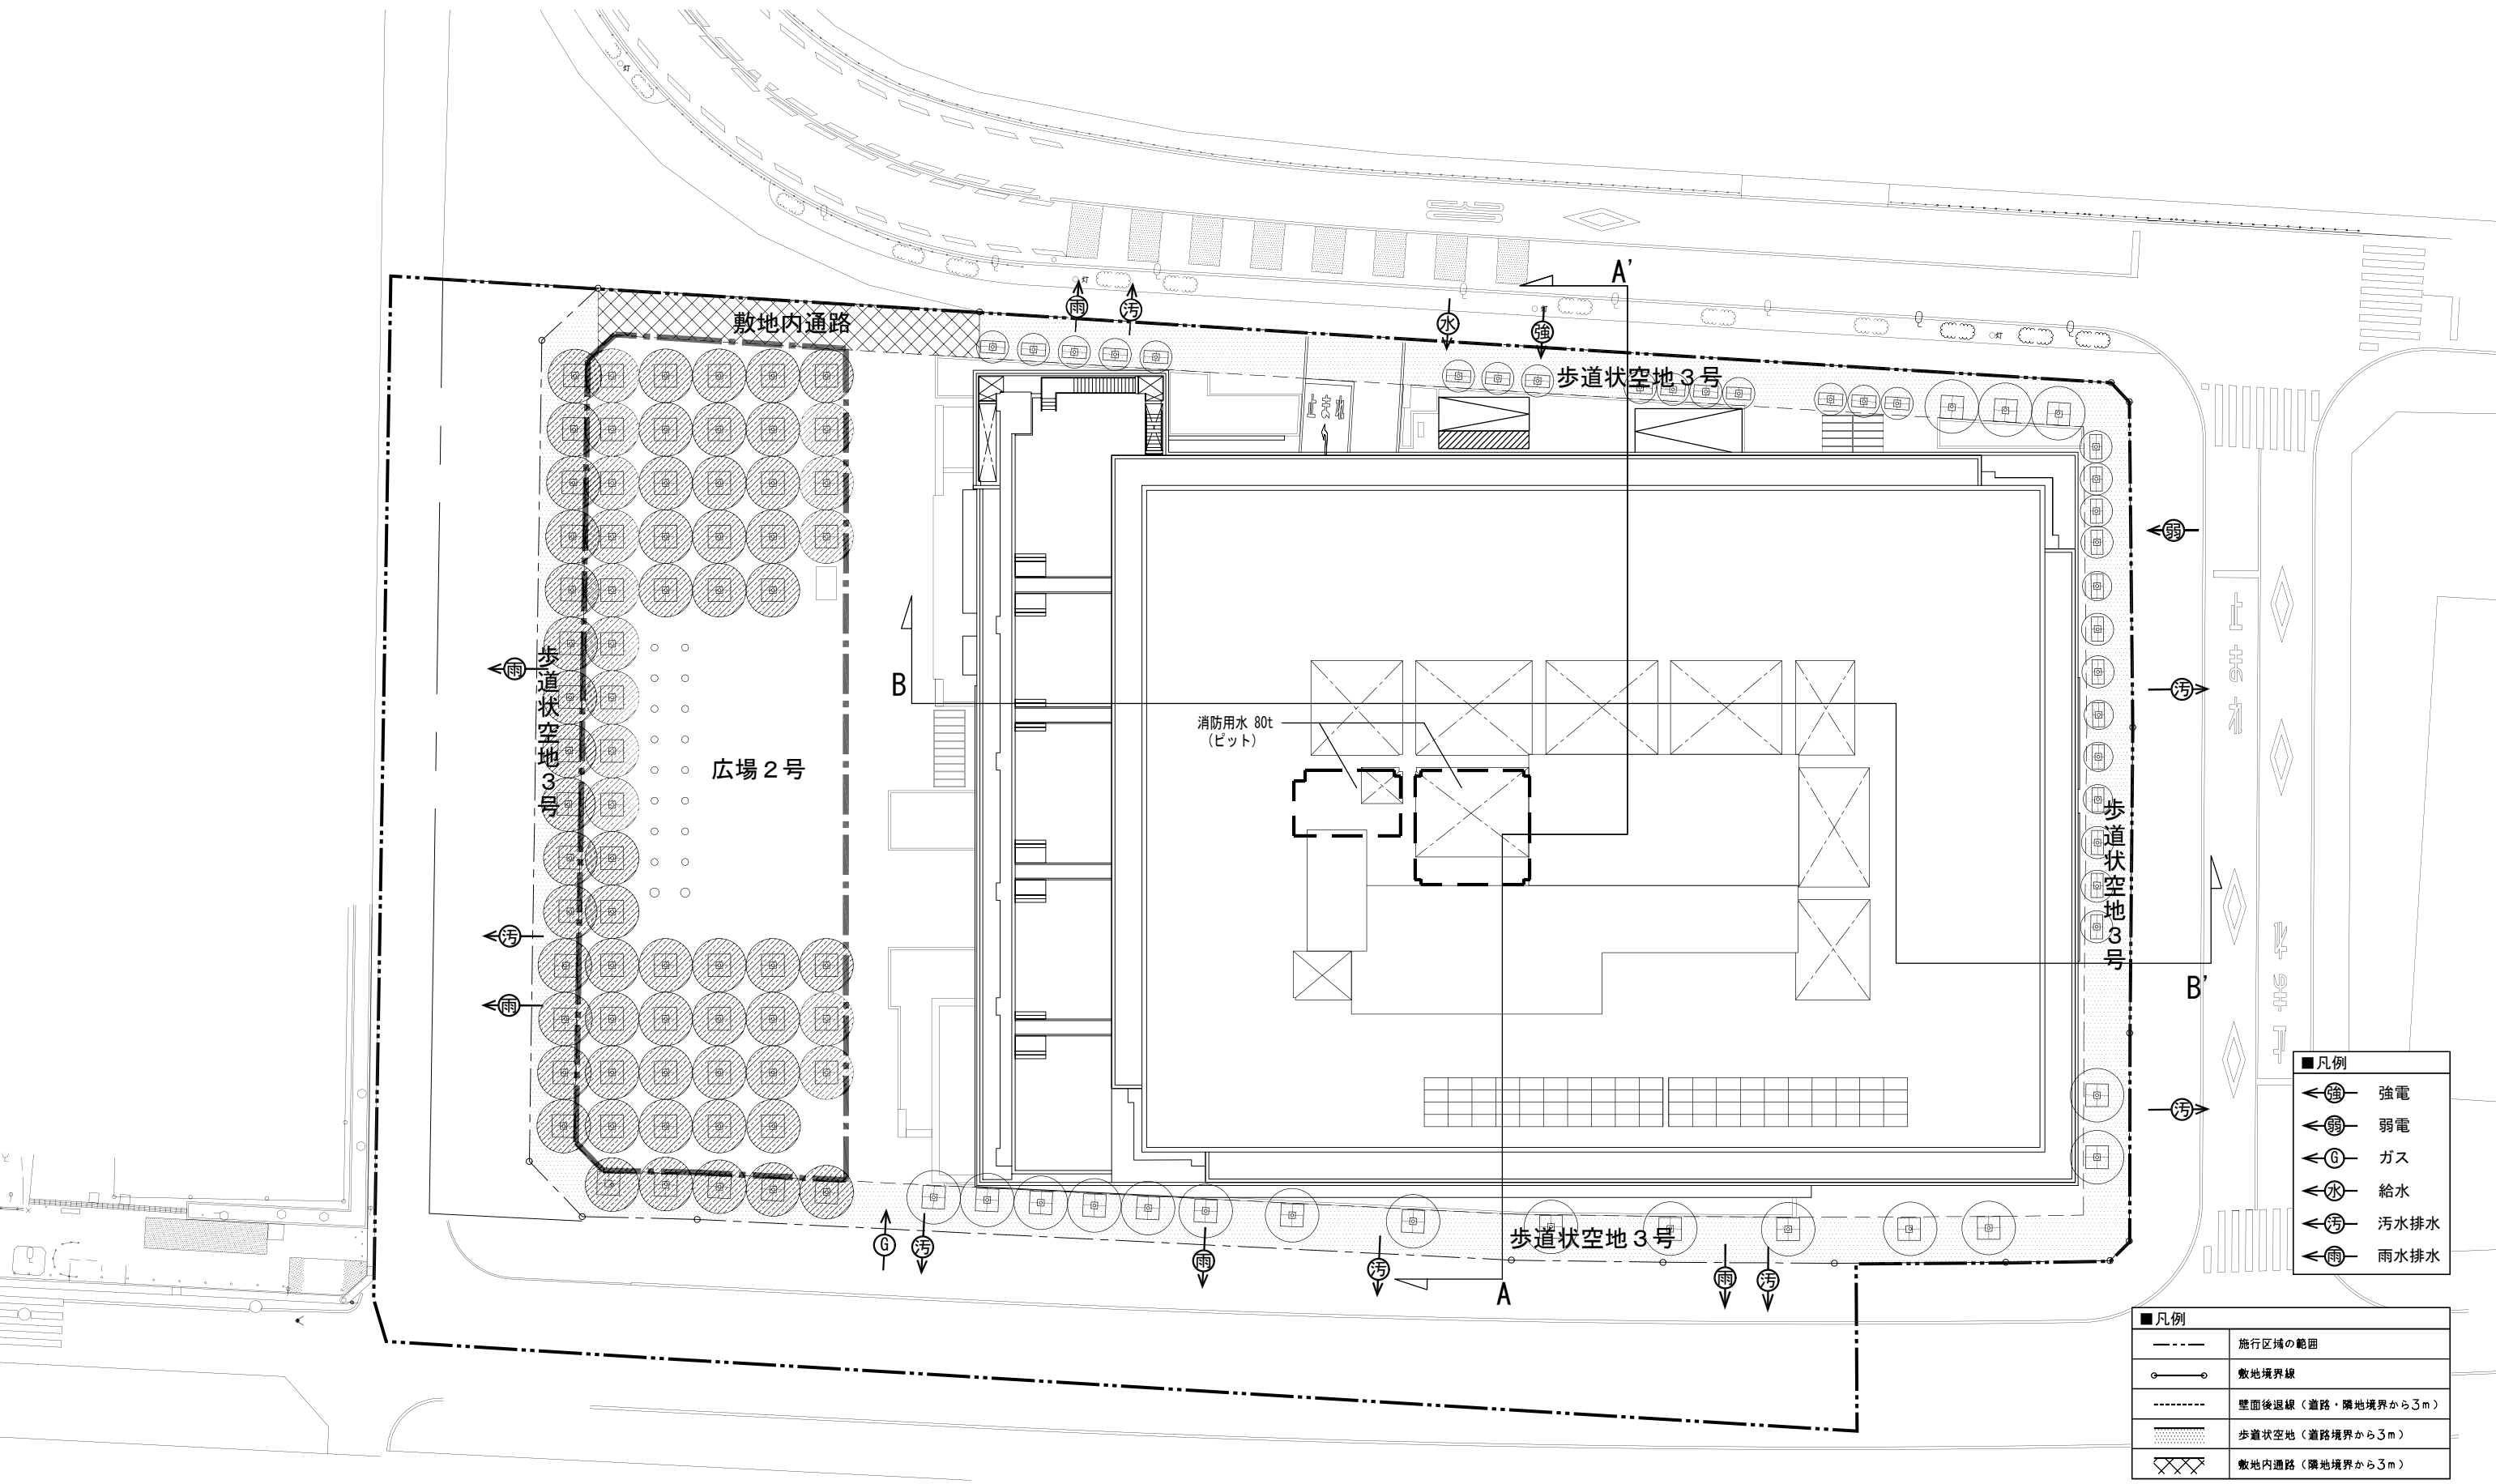 灯
A'
灯
雨
汚
水
強
灯
灯
敷地内通路
歩道状空地３号
弱
歩道状空地３号
雨
汚
B
消防用水 80t
（ピット）
広場２号
歩道状空地３号
汚
雨
B'
汚
G
汚
雨
汚
歩道状空地３号
雨
汚
A
■凡例
強 強電
弱 弱電
G ガス
水 給水
汚 汚水排水
雨 雨水排水
■凡例
施行区域の範囲
敷地境界線
壁面後退線（道路・隣地境界から3ｍ）
歩道状空地（道路境界から3ｍ）
敷地内通路（隣地境界から3ｍ）